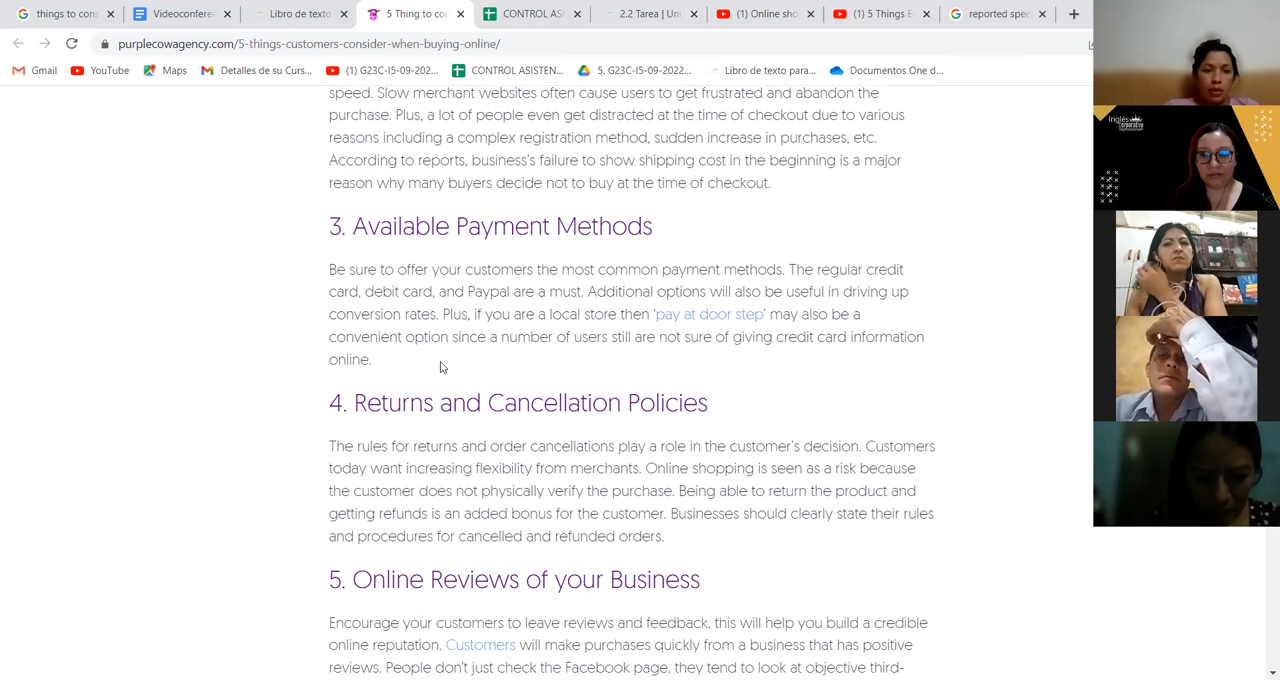 things to cons
Videoconferer
Libro de texto
5 Thing to cor
CONTROL ASI
2.2 Tarea | Uni
(1) Online sho
(1) 5 Things E
reported spee
purplecowagency.com/5-things-customers-consider-when-buying-online/
Gmail
YouTube
Maps
Detalles de su Curs...
(1) G23C-I5-09-202...
CONTROL ASISTEN...
5. G23C-I5-09-2022...
Libro de texto para...
Documentos One d...
speed. Slow merchant websites often cause users to get frustrated and abandon the
purchase. Plus, a lot of people even get distracted at the time of checkout due to various
reasons including a complex registration method, sudden increase in purchases, etc.
According to reports, business's failure to show shipping cost in the beginning is a major
reason why many buyers decide not to buy at the time of checkout.
3. Available Payment Methods
Be sure to offer your customers the most common payment methods. The regular credit
card, debit card, and Paypal are a must. Additional options will also be useful in driving up
conversion rates. Plus, if you are a local store then 'pay at door step' may also be a
convenient option since a number of users still are not sure of giving credit card information
online.
4. Returns and Cancellation Policies
The rules for returns and order cancellations play a role in the customer's decision. Customers
today want increasing flexibility from merchants. Online shopping is seen as a risk because
the customer does not physically verify the purchase. Being able to return the product and
getting refunds is an added bonus for the customer. Businesses should clearly state their rules
and procedures for cancelled and refunded orders.
5. Online Reviews of your Business
Encourage your customers to leave reviews and feedback, this will help you build a credible
online reputation. Customers will make purchases quickly from a business that has positive
reviews. People don't just check the Facebook page, they tend to look at objective third-
Inglés
Corporativo